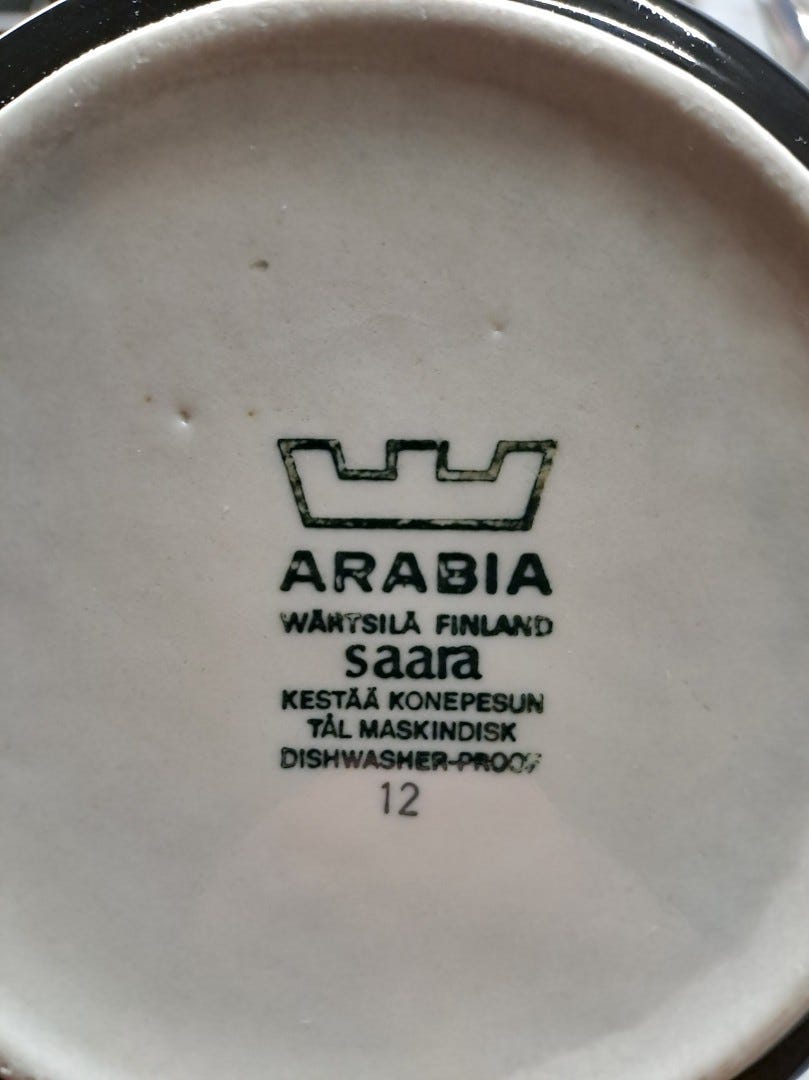 ARABIA
WÄRTSILÄ FINLAND
saara
KESTÄÄ KONEPESUN
TÅL MASKINDISK
DISHWASHER-PROOF
12